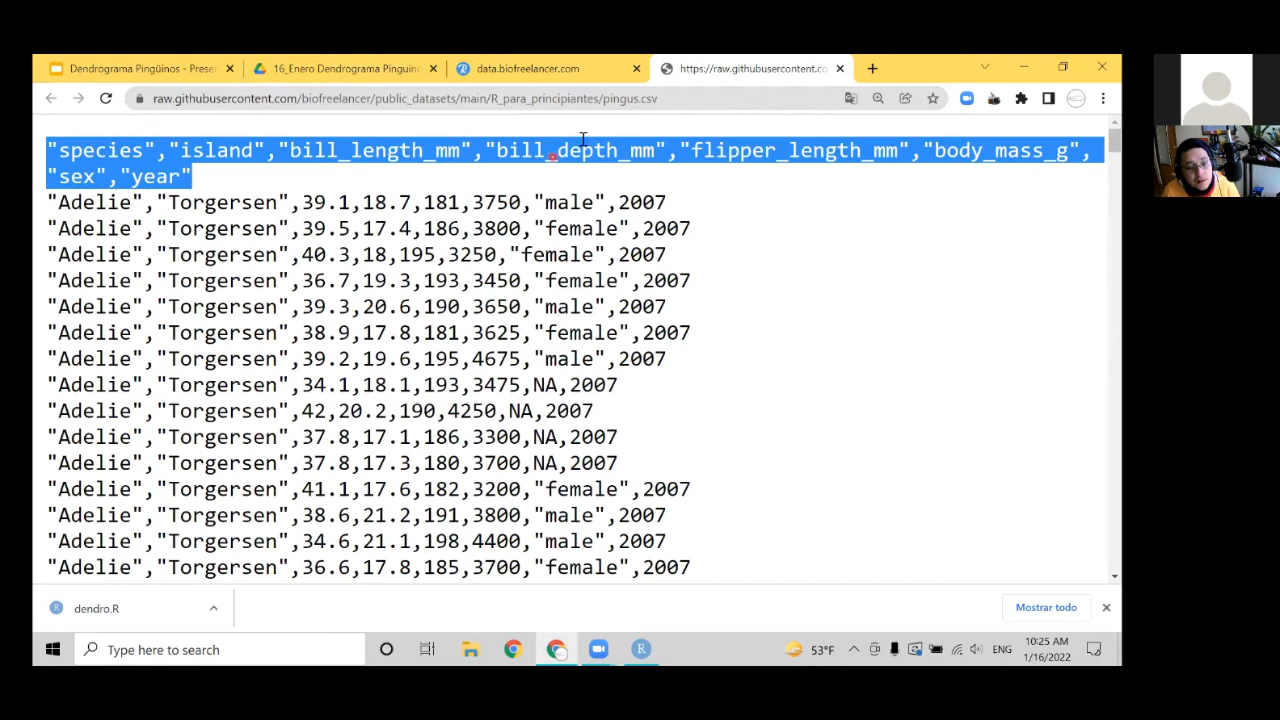 Dendrograma Pingüinos - Preser
16_Enero Dendrograma Pinguino
data.biofreelancer.com
https://raw.githubusercontent.co
raw.githubusercontent.com/biofreelancer/public_datasets/main/R_para_principiantes/pingus.csv
"species","island","bill_length_mm","bill_depth_mm","flipper_length_mm","body_mass_g",
"sex","year"
"Adelie","Torgersen",39.1,18.7,181,3750,"male",2007
"Adelie","Torgersen",39.5,17.4,186,3800,"female",2007
"Adelie","Torgersen",40.3,18,195,3250,"female",2007
"Adelie","Torgersen",36.7,19.3,193,3450,"female",2007
"Adelie","Torgersen",39.3,20.6,190,3650,"male",2007
"Adelie","Torgersen",38.9,17.8,181,3625,"female",2007
"Adelie","Torgersen",39.2,19.6,195,4675,"male",2007
"Adelie","Torgersen",34.1,18.1,193,3475,NA,2007
"Adelie","Torgersen",42,20.2,190,4250,NA,2007
"Adelie","Torgersen",37.8,17.1,186,3300,NA,2007
"Adelie","Torgersen",37.8,17.3,180,3700,NA,2007
"Adelie","Torgersen",41.1,17.6,182,3200,"female",2007
"Adelie","Torgersen",38.6,21.2,191,3800,"male",2007
"Adelie","Torgersen",34.6,21.1,198,4400,"male",2007
"Adelie","Torgersen",36.6,17.8,185,3700,"female",2007
dendro.R
Mostrar todo
Type here to search
53°F
ENG
10:25 AM
1/16/2022